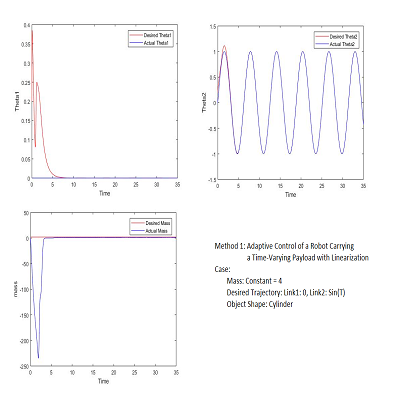 0.4
0.35
0.3
0.25
0.2
0.15
0.1
0.05
0
Theta1
0 5 10 15 20 25 30 35
Time
Desired Theta1
Actual Theta1
1.5
1
0.5
0
-0.5
-1
-1.5
Theta2
0 5 10 15 20 25 30 35
Time
Desired Theta2
Actual Theta2
50
0
-50
-100
-150
-200
-250
mass
0 5 10 15 20 25 30 35
Time
Desired Mass
Actual Mass
Method 1: Adaptive Control of a Robot Carrying
a Time-Varying Payload with Linearization
Case:
Mass: Constant = 4
Desired Trajectory: Link1: 0, Link2: Sin(T)
Object Shape: Cylinder